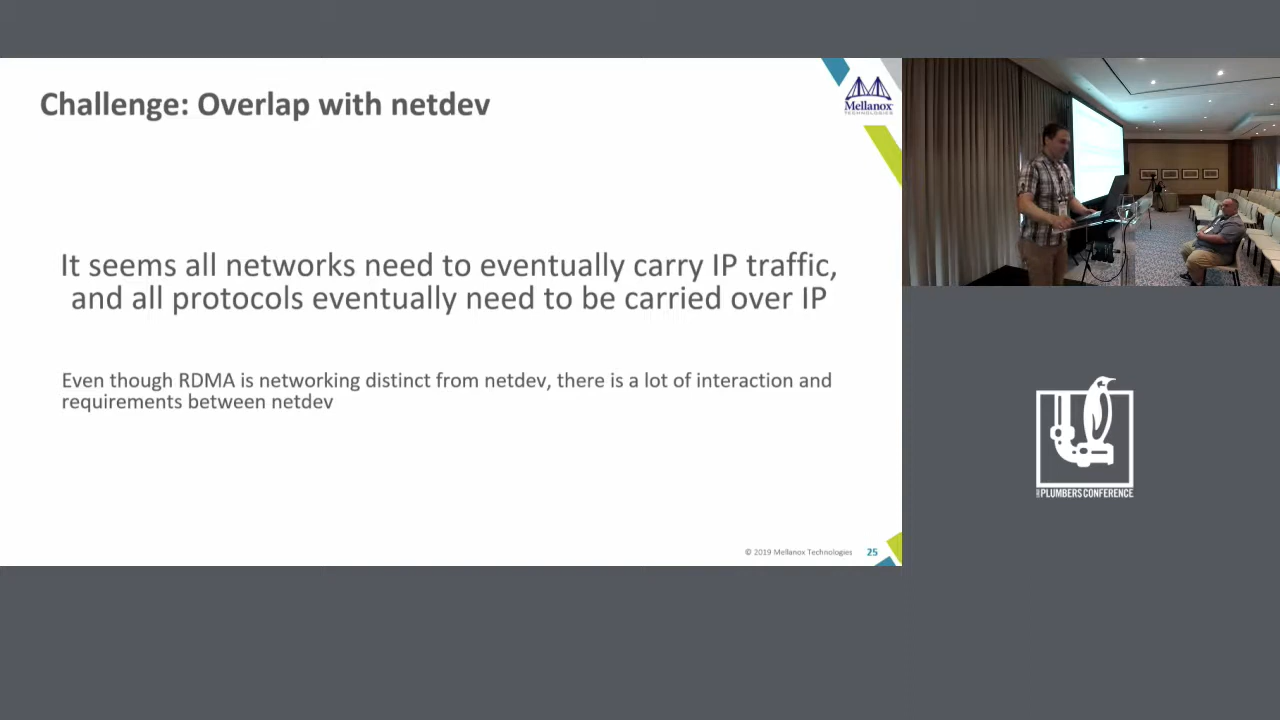 Challenge: Overlap with netdev
Mellanox
TECHNOLOGIES
It seems all networks need to eventually carry IP traffic,
and all protocols eventually need to be carried over IP
Even though RDMA is networking distinct from netdev, there is a lot of interaction and
requirements between netdev
© 2019 Mellanox Technologies 25
PLUMBERS CONFERENCE